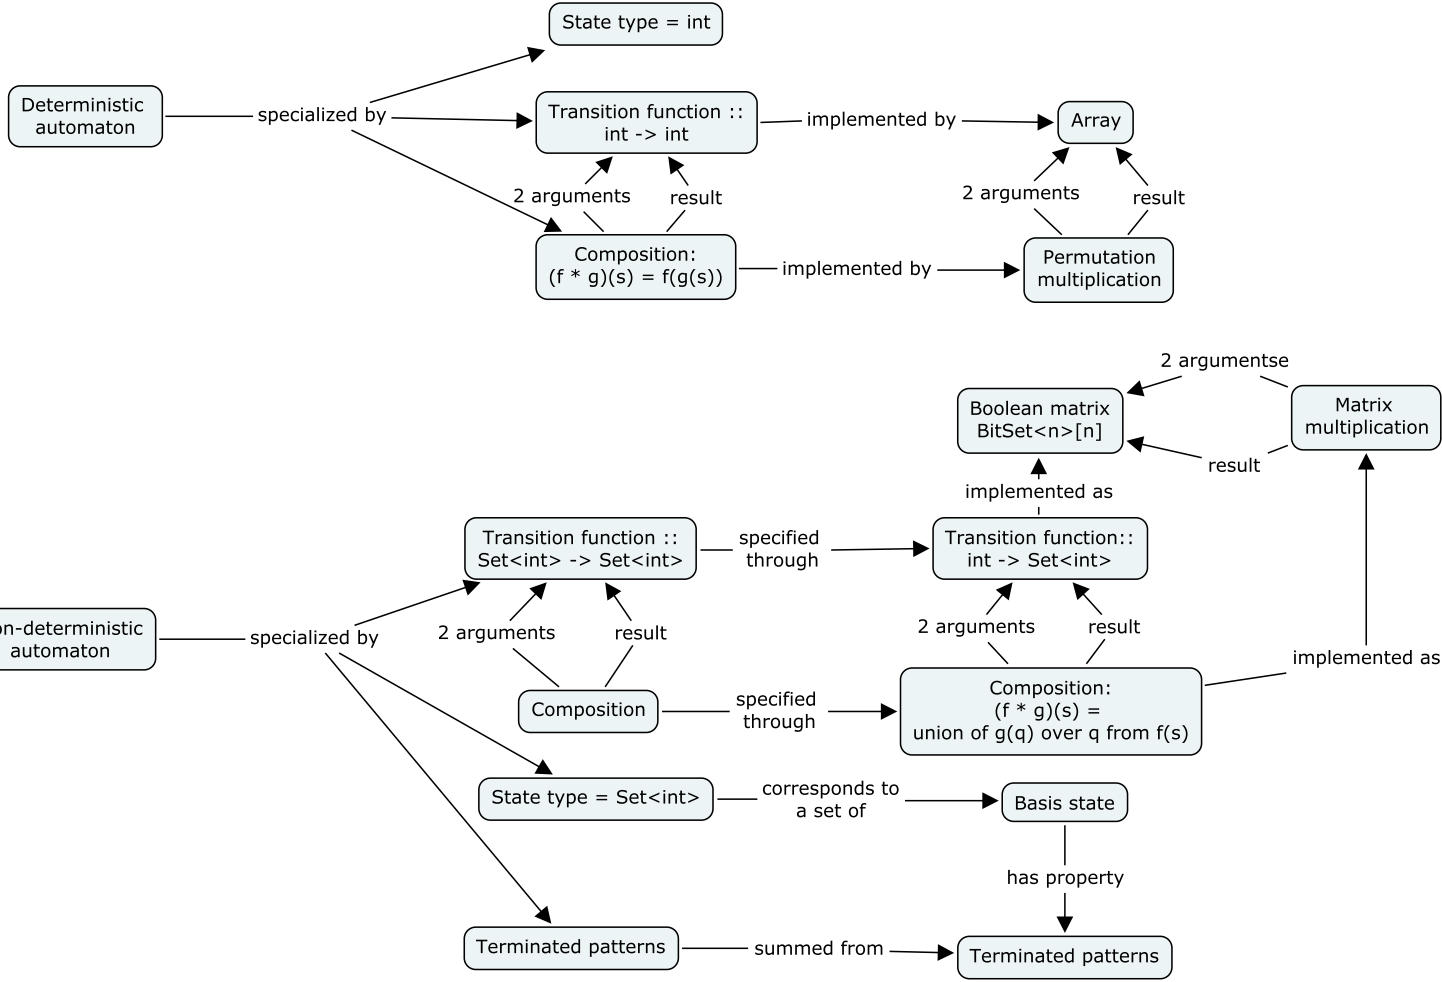 State type = int
Deterministic
automaton
specialized by
Transition function ::
int -> int
implemented by
Array
2 arguments
result
2 arguments
result
Composition:
(f * g)(s) = f(g(s))
implemented by
Permutation
multiplication
2 argumentse
Boolean matrix
BitSet<n>[n]
Matrix
multiplication
result
implemented as
Transition function ::
Set<int> -> Set<int>
specified
through
Transition function::
int -> Set<int>
on-deterministic
automaton
specialized by
2 arguments
result
2 arguments
result
implemented as
Composition
specified
through
Composition:
(f * g)(s) =
union of g(q) over q from f(s)
State type = Set<int>
corresponds to
a set of
Basis state
has property
Terminated patterns
summed from
Terminated patterns